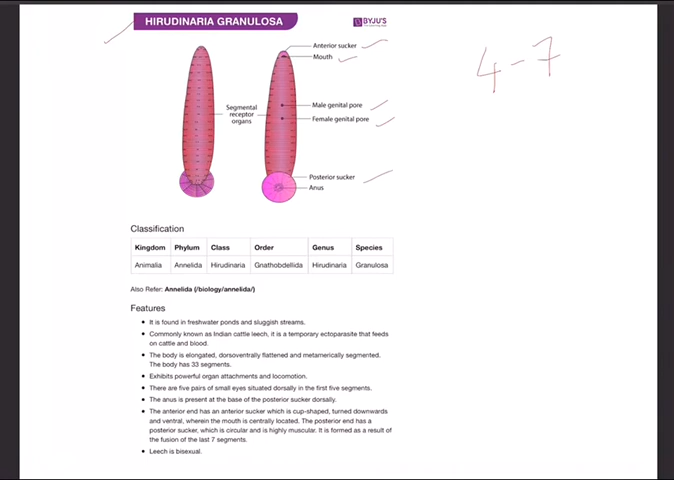 HIRUDINARIA GRANULOSA
BYJU'S
Anterior sucker
Mouth
4-7
Segmental
receptor
organs
Male genital pore
Female genital pore
Posterior sucker
Anus
Classification
Kingdom Phylum Class Order Genus Species
Animalia Annelida Hirudinaria Gnathobdellida Hirudinaria Granulosa
Also Refer: Annelida (/biology/annelida/)
Features
• It is found in freshwater ponds and sluggish streams.
• Commonly known as Indian cattle leech, it is a temporary ectoparasite that feeds
on cattle and blood.
• The body is elongated, dorsoventrally flattened and metamerically segmented.
The body has 33 segments.
• Exhibits powerful organ attachments and locomotion.
• There are five pairs of small eyes situated dorsally in the first five segments.
• The anus is present at the base of the posterior sucker dorsally.
• The anterior end has an anterior sucker which is cup-shaped, turned downwards
and ventral, wherein the mouth is centrally located. The posterior end has a
posterior sucker, which is circular and is highly muscular. It is formed as a result of
the fusion of the last 7 segments.
• Leech is bisexual.